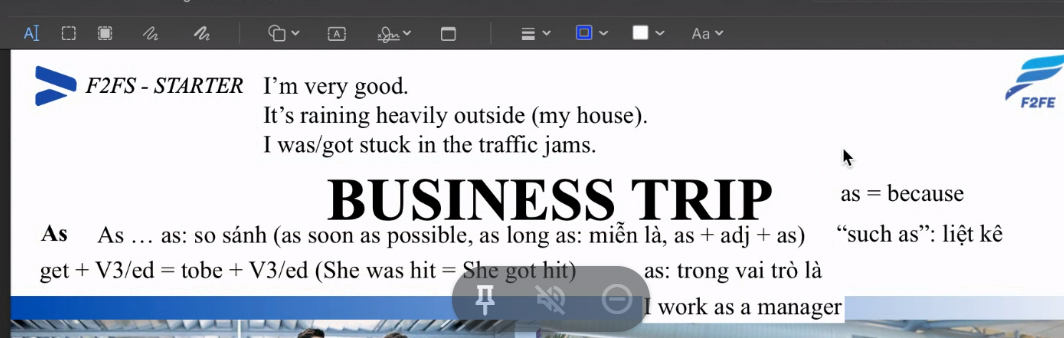 F2FS - STARTER
I'm very good.
It's raining heavily outside (my house).
I was/got stuck in the traffic jams.
F2FE
BUSINESS TRIP
as = because
As As … as: so sánh (as soon as possible, as long as: miễn là, as + adj + as) “such as”: liệt kê
get + V3/ed = tobe + V3/ed (She was hit = She got hit) as: trong vai trò là
I work as a manager